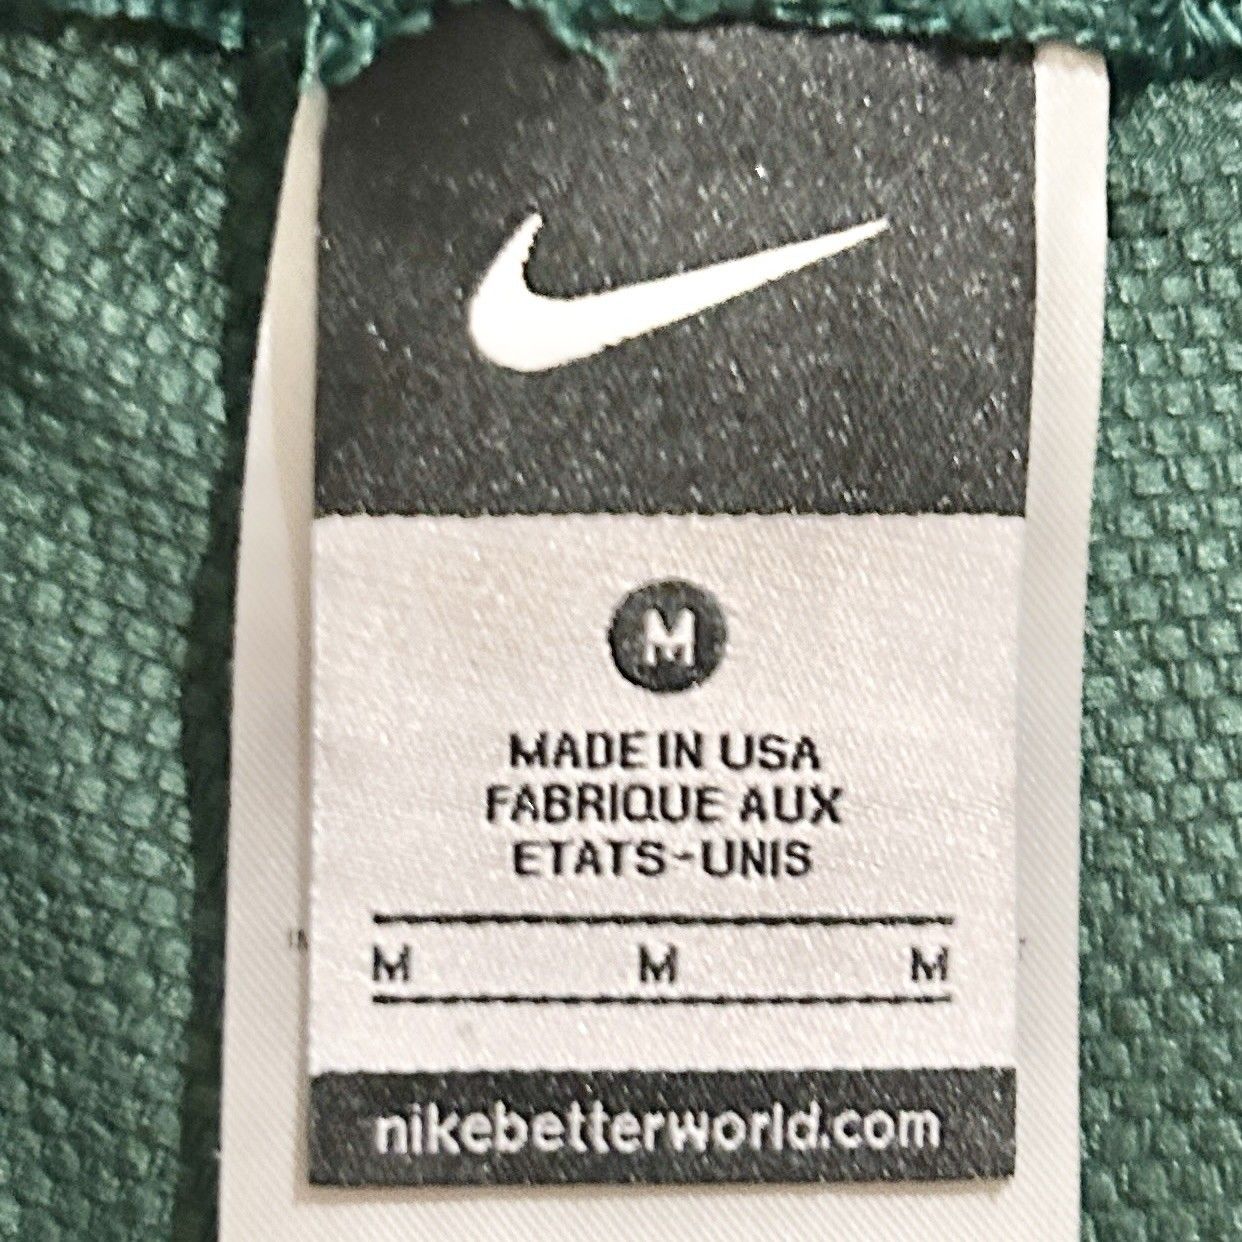 M
MADE IN USA
FABRIQUE AUX
ETATS-UNIS
M M M
nikebetterworld.com